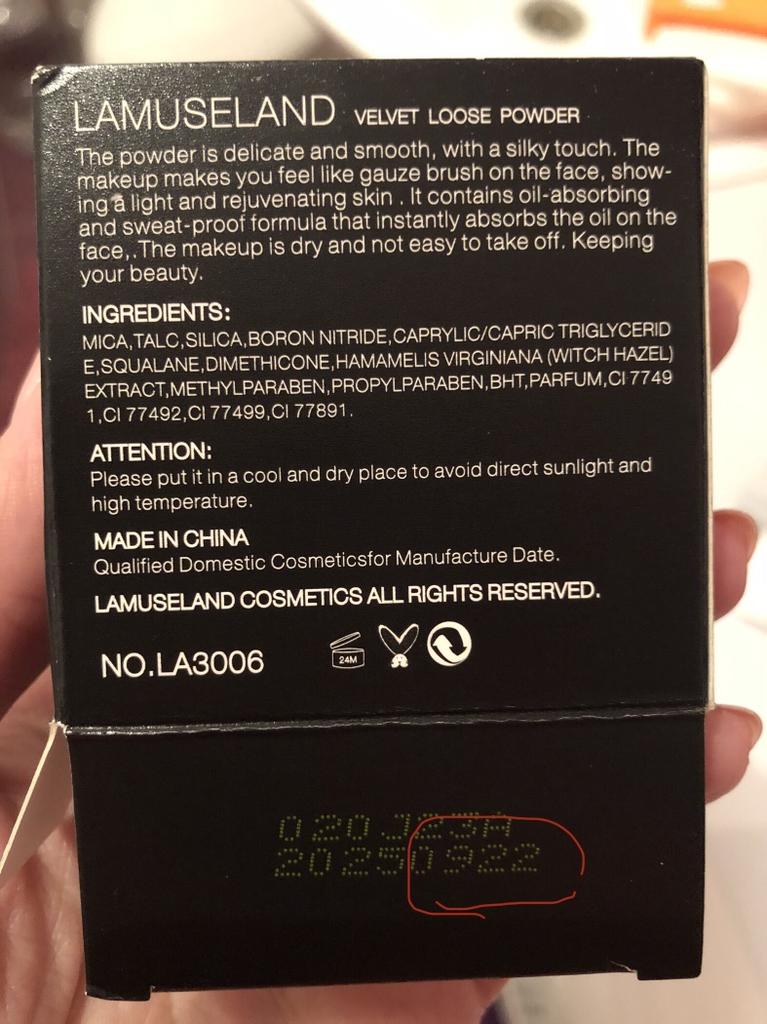 LAMUSELAND VELVET LOOSE POWDER
The powder is delicate and smooth, with a silky touch. The
makeup makes you feel like gauze brush on the face, show-
ing a light and rejuvenating skin . It contains oil-absorbing
and sweat-proof formula that instantly absorbs the oil on the
face,.The makeup is dry and not easy to take off. Keeping
your beauty.
INGREDIENTS:
MICA,TALC,SILICA,BORON NITRIDE,CAPRYLIC/CAPRIC TRIGLYCERID
E,SQUALANE,DIMETHICONE,HAMAMELIS VIRGINIANA (WITCH HAZEL)
EXTRACT,METHYLPARABEN,PROPYLPARABEN,BHT,PARFUM,CI 7749
1,CI 77492,CI 77499,CI 77891.
ATTENTION:
Please put it in a cool and dry place to avoid direct sunlight and
high temperature.
MADE IN CHINA
Qualified Domestic Cosmeticsfor Manufacture Date.
LAMUSELAND COSMETICS ALL RIGHTS RESERVED.
NO.LA3006
24M
020J23A
20250922